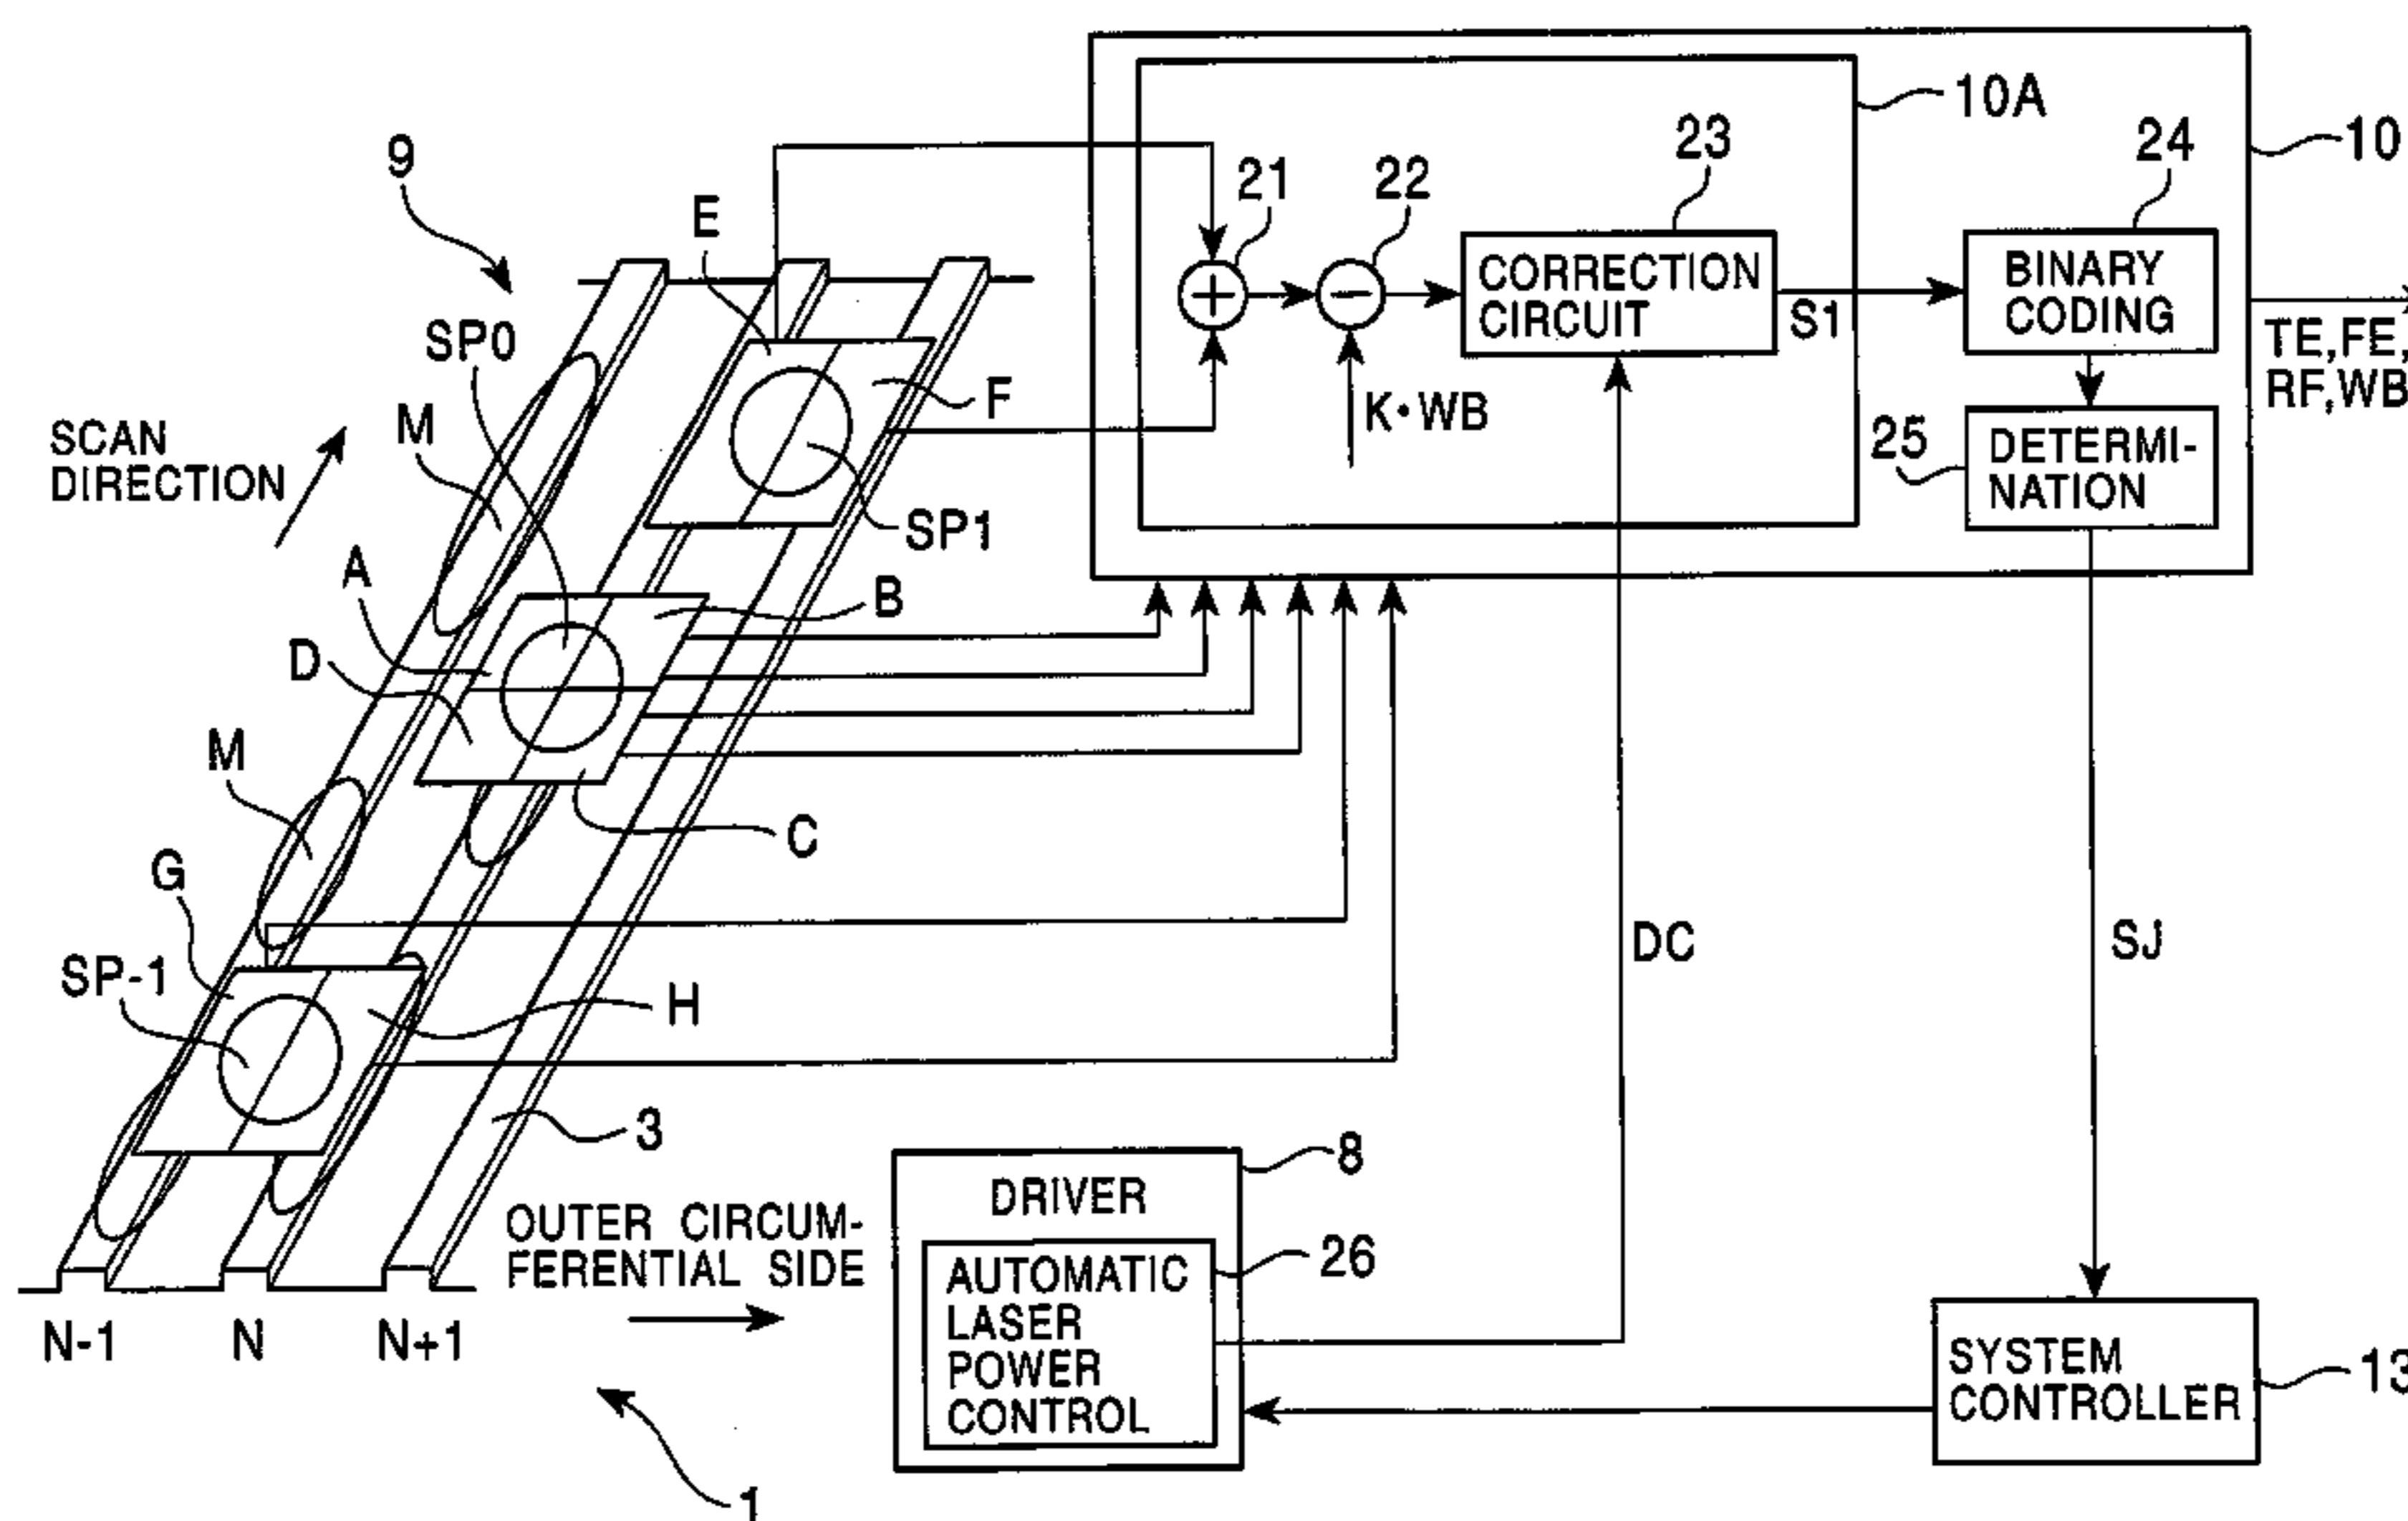 10A
10
9
E
21
22
23
24
SP0
CORRECTION
CIRCUIT
S1
BINARY
CODING
TE,FE,
RF,WB
SCAN
DIRECTION
M
F
K·WB
25
DETERMI-
NATION
SP1
A
B
D
M
C
G
SP-1
H
DC
SJ
3
8
DRIVER
OUTER CIRCUM-
FERENTIAL SIDE
26
AUTOMATIC
LASER
POWER
CONTROL
N-1
N
N+1
SYSTEM
CONTROLLER
13
1